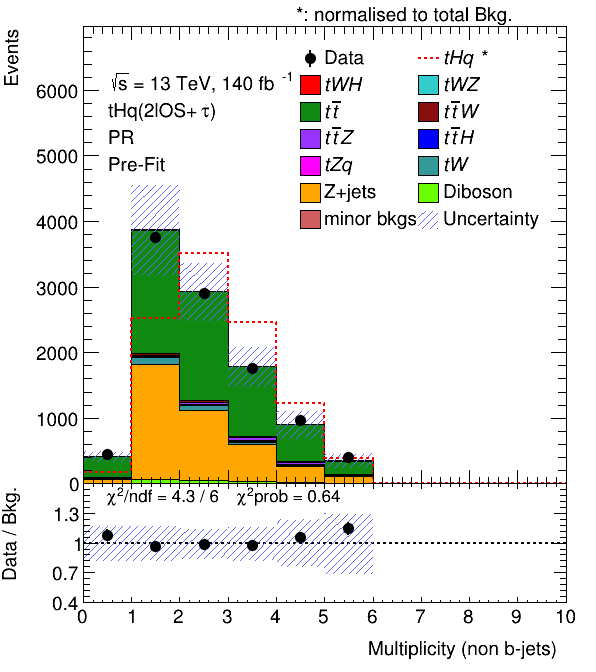 *: normalised to total Bkg.
Events
√s = 13 TeV, 140 fb⁻¹
tHq(2lOS+ τ)
PR
Pre-Fit
Data
tHq *
tWH
tWZ
tt̅
tt̅W
tt̅Z
tt̅H
tZq
tW
Z+jets
Diboson
minor bkgs
Uncertainty
6000
5000
4000
3000
2000
1000
0
χ²/ndf = 4.3 / 6 χ²prob = 0.64
Data / Bkg.
1.3
1
0.7
0.4
0 1 2 3 4 5 6 7 8 9 10
Multiplicity (non b-jets)